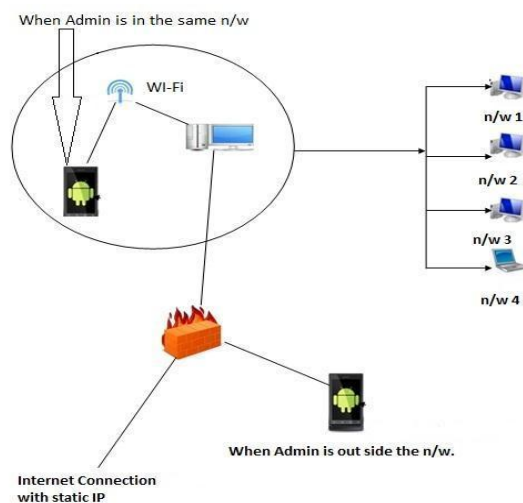 When Admin is in the same n/w
WI-Fi
n/w 1
n/w 2
n/w 3
n/w 4
When Admin is out side the n/w.
Internet Connection
with static IP